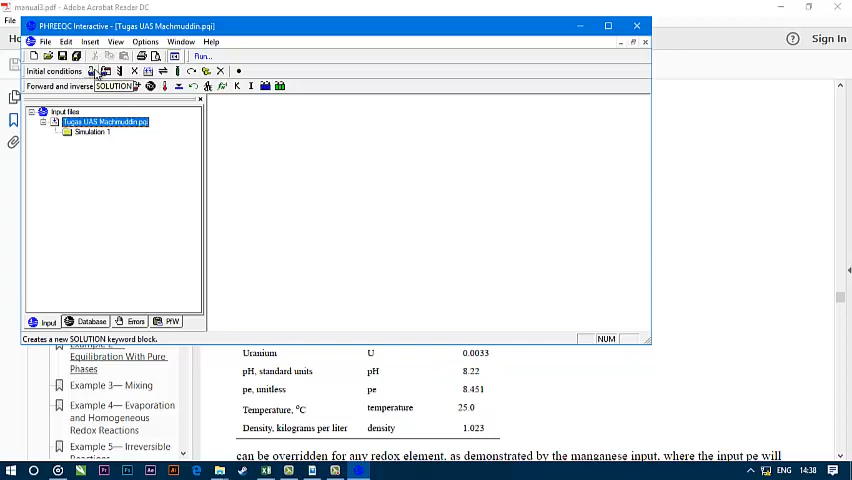 manual3.pdf - Adobe Acrobat Reader DC
File
PHREEQC Interactive - [Tugas UAS Machmuddin.pqi]
File Edit Insert View Options Window Help
Run...
Initial conditions
Forward and inverse
SOLUTION
K I
Input files
Tugas UAS Machmuddin.pqi
Simulation 1
Input Database Errors PfW
Creates a new SOLUTION keyword block.
NUM
Sign In
Equilibration With Pure
Phases
Example 3— Mixing
Example 4— Evaporation
and Homogeneous
Redox Reactions
Example 5— Irreversible
Uranium U 0.0033
pH, standard units pH 8.22
pe, unitless pe 8.451
Temperature, °C temperature 25.0
Density, kilograms per liter density 1.023
can be overridden for any redox element, as demonstrated by the manganese input, where the input pe will
ENG 14:38